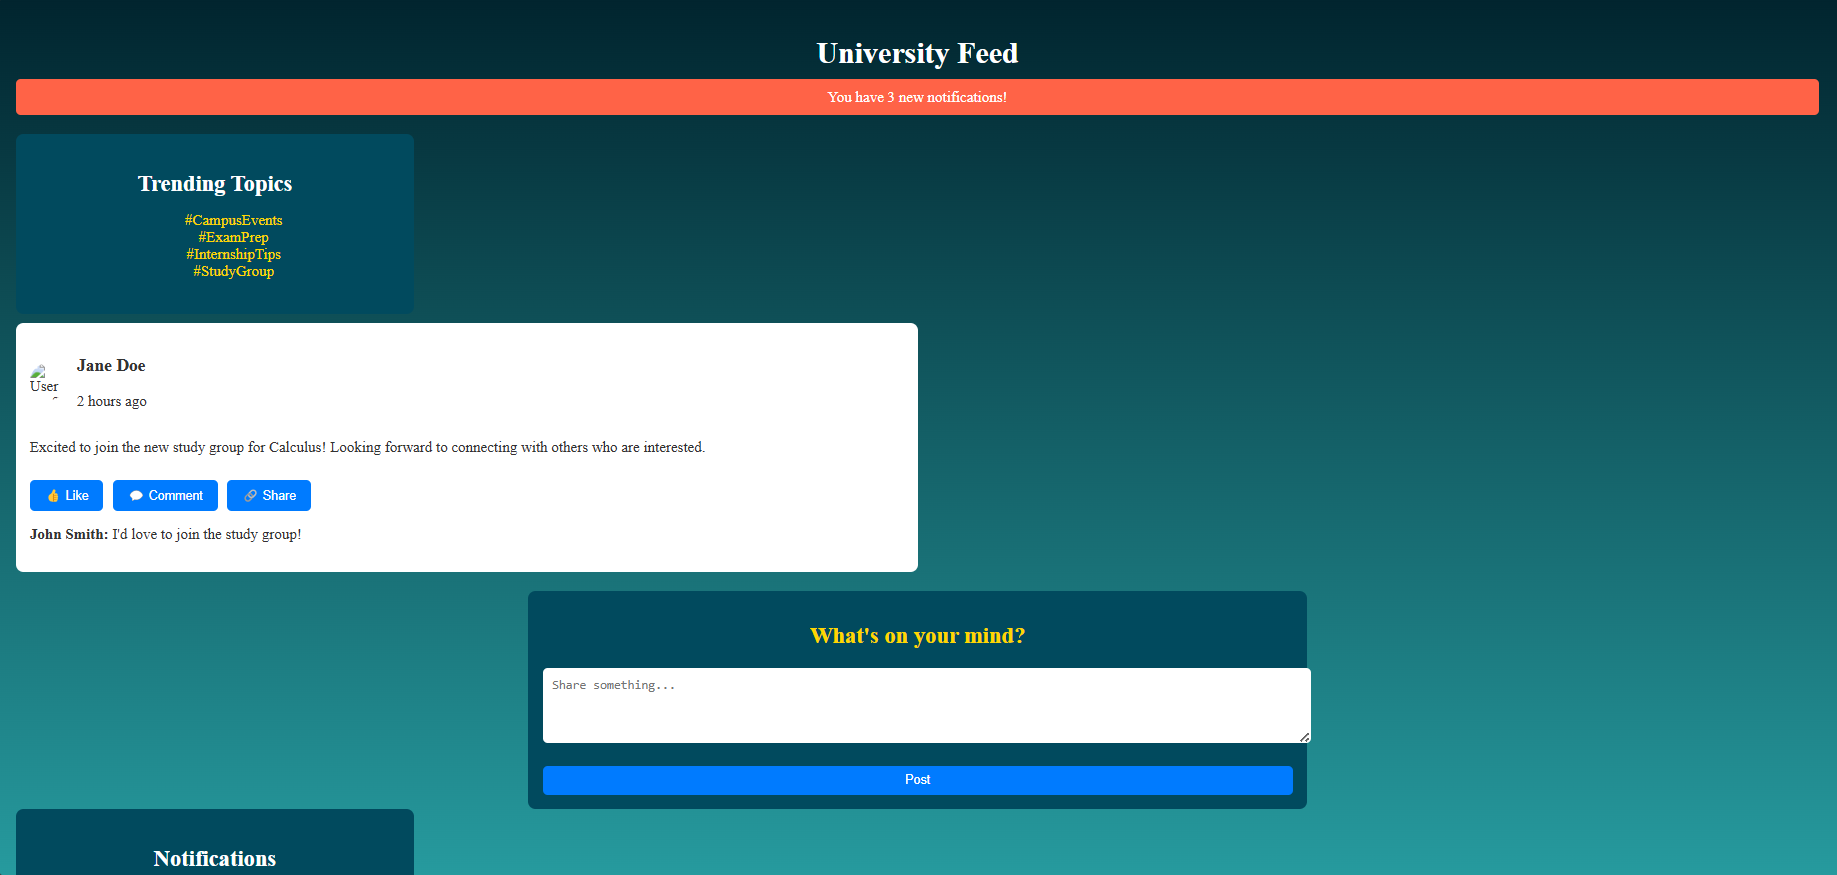 University Feed
You have 3 new notifications!
Trending Topics
#CampusEvents
#ExamPrep
#InternshipTips
#StudyGroup
User
Jane Doe
2 hours ago
Excited to join the new study group for Calculus! Looking forward to connecting with others who are interested.
👍 Like 💬 Comment 🔗 Share
John Smith: I'd love to join the study group!
What's on your mind?
Share something...
Post
Notifications